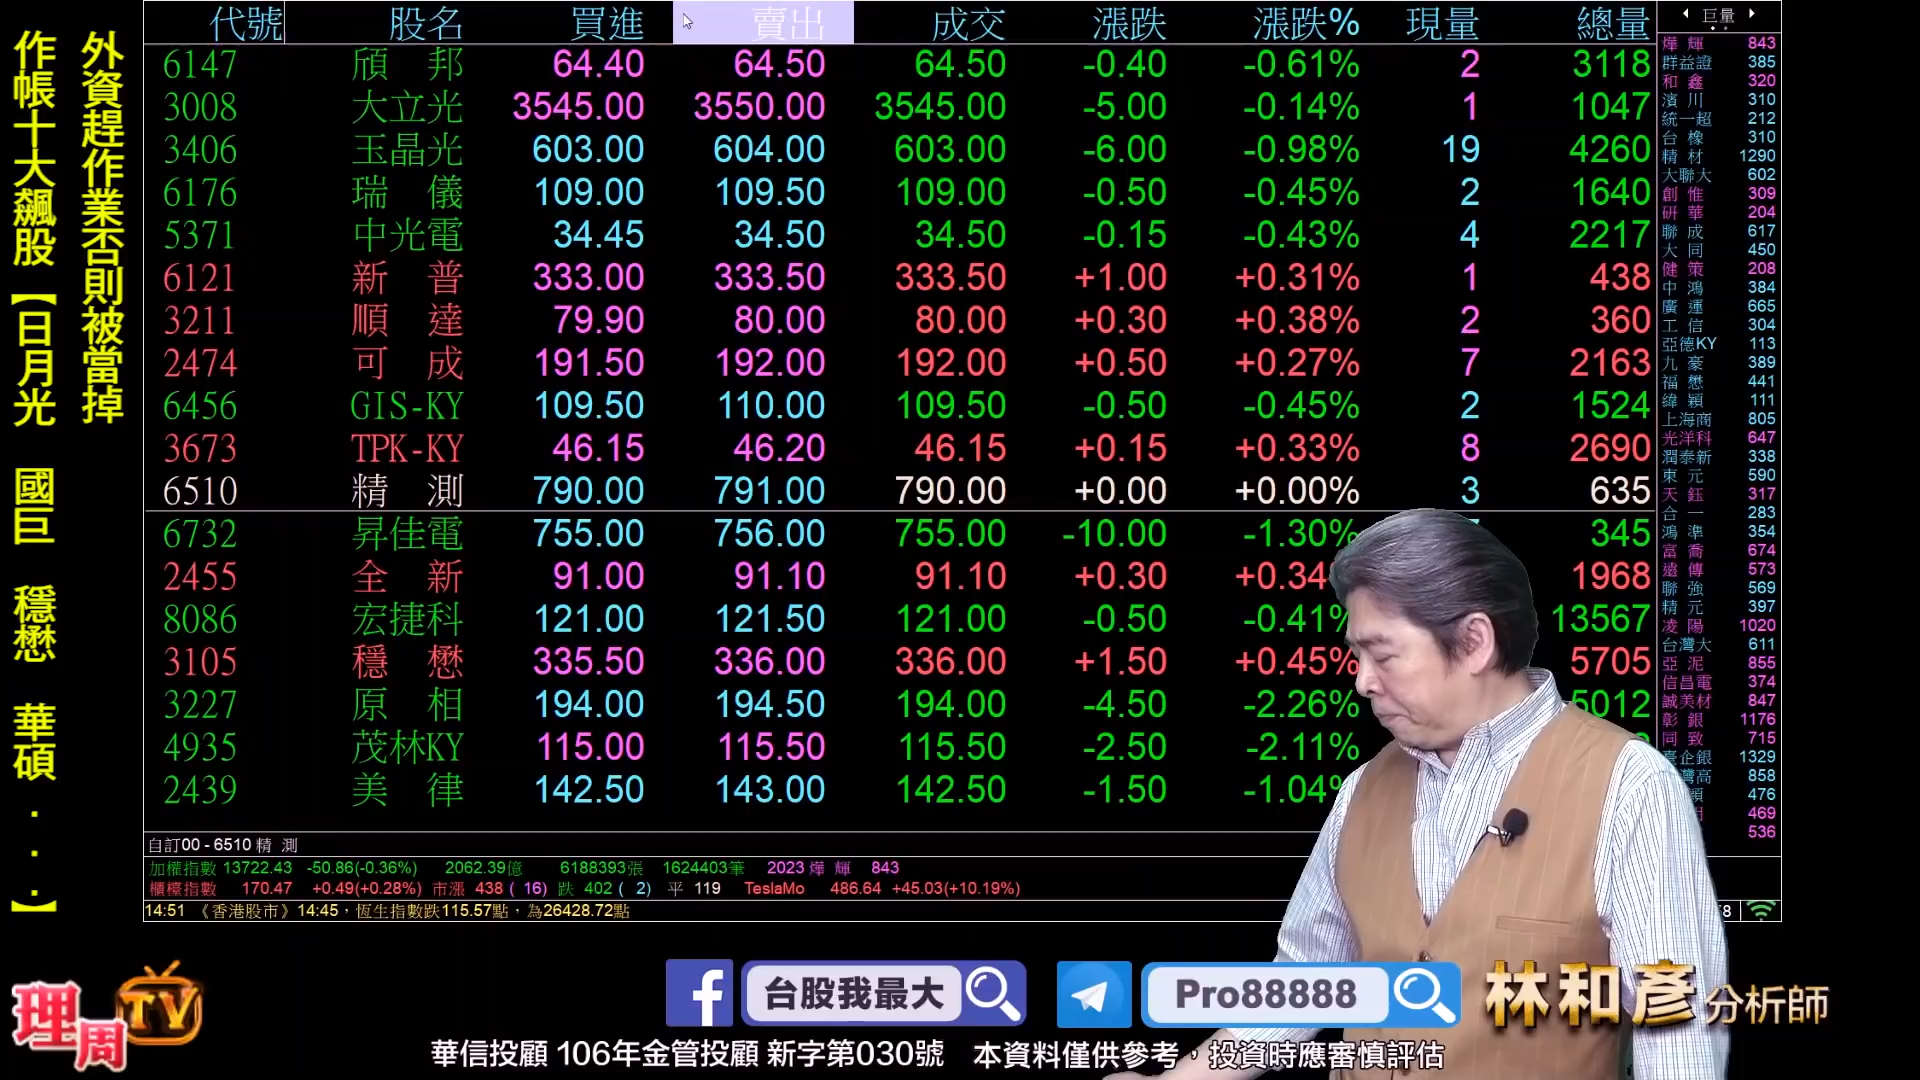 外資趕作業否則被當掉
作帳十大飆股【日月光 國巨 穩懋 華碩...】
代號 股名 買進 賣出 成交 漲跌 漲跌% 現量 總量
6147 頎邦 64.40 64.50 64.50 -0.40 -0.61% 2 3118
3008 大立光 3545.00 3550.00 3545.00 -5.00 -0.14% 1 1047
3406 玉晶光 603.00 604.00 603.00 -6.00 -0.98% 19 4260
6176 瑞儀 109.00 109.50 109.00 -0.50 -0.45% 2 1640
5371 中光電 34.45 34.50 34.50 -0.15 -0.43% 4 2217
6121 新普 333.00 333.50 333.50 +1.00 +0.31% 1 438
3211 順達 79.90 80.00 80.00 +0.30 +0.38% 2 360
2474 可成 191.50 192.00 192.00 +0.50 +0.27% 7 2163
6456 GIS-KY 109.50 110.00 109.50 -0.50 -0.45% 2 1524
3673 TPK-KY 46.15 46.20 46.15 +0.15 +0.33% 8 2690
6510 精測 790.00 791.00 790.00 +0.00 +0.00% 3 635
6732 昇佳電 755.00 756.00 755.00 -10.00 -1.30% 345
2455 全新 91.00 91.10 91.10 +0.30 +0.34 1968
8086 宏捷科 121.00 121.50 121.00 -0.50 -0.41% 13567
3105 穩懋 335.50 336.00 336.00 +1.50 +0.45% 5705
3227 原相 194.00 194.50 194.00 -4.50 -2.26% 5012
4935 茂林KY 115.00 115.50 115.50 -2.50 -2.11%
2439 美律 142.50 143.00 142.50 -1.50 -1.04%
巨量
燁輝 843
群益證 385
和鑫 320
濱川 310
統一超 212
台橡 310
精材 1290
大聯大 602
創惟 309
研華 204
聯成 617
大同 450
健策 208
中鴻 384
廣運 665
工信 304
亞德KY 113
九豪 389
福懋 441
緯穎 111
上海商 805
光洋科 647
潤泰新 338
東元 590
天鈺 317
合一 283
鴻準 354
富喬 674
遠傳 573
聯強 569
精元 397
凌陽 1020
台灣大 611
亞泥 855
信昌電 374
誠美材 847
彰銀 1176
同致 715
臺企銀 1329
灣高 858
476
469
536
自訂00 - 6510 精 測
加權指數 13722.43 -50.86(-0.36%) 2062.39億 6188393張 1624403筆 2023 燁輝 843
櫃檯指數 170.47 +0.49(+0.28%) 市漲 438 ( 16) 跌 402 ( 2) 平 119 TeslaMo 486.64 +45.03(+10.19%)
14:51 《香港股市》14:45，恆生指數跌115.57點，為26428.72點
理周TV
台股我最大
Pro88888
林和彥分析師
華信投顧 106年金管投顧 新字第030號 本資料僅供參考，投資時應審慎評估